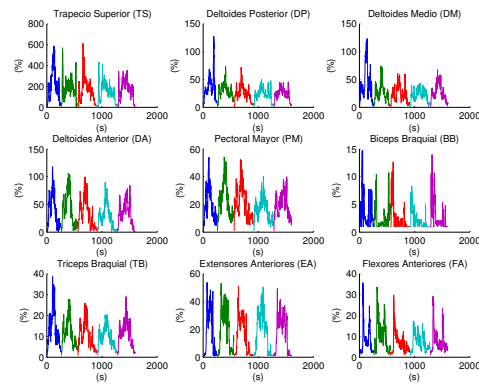 Trapecio Superior (TS) Deltoides Posterior (DP) Deltoides Medio (DM)
800 150 150
600
(%) 400 (%) 100 (%) 100
200 50 50
0 0 0
0 1000 2000 0 1000 2000 0 1000 2000
(s) (s) (s)
Deltoides Anterior (DA) Pectoral Mayor (PM) Biceps Braquial (BB)
150 60 15
(%) 100 (%) 40 (%) 10
50 20 5
0 0 0
0 1000 2000 0 1000 2000 0 1000 2000
(s) (s) (s)
Triceps Braquial (TB) Extensores Anteriores (EA) Flexores Anteriores (FA)
40 60 40
30 30
(%) 20 (%) 40 (%) 20
10 20 10
0 0 0
0 1000 2000 0 1000 2000 0 1000 2000
(s) (s) (s)